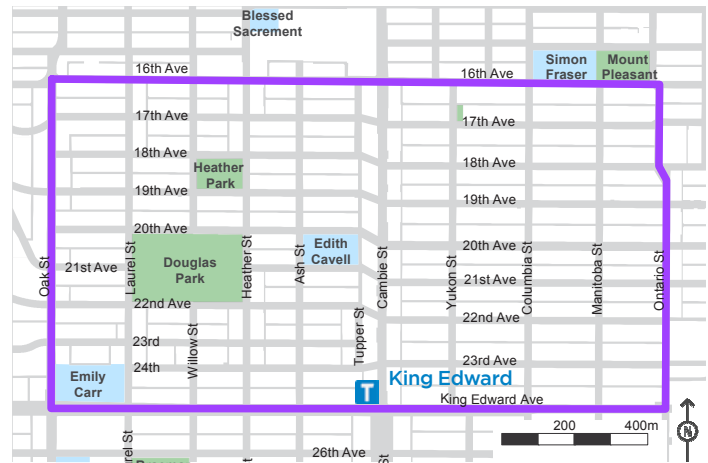 Blessed
Sacrement
16th Ave
16th Ave
Simon
Fraser
Mount
Pleasant
17th Ave
17th Ave
18th Ave
18th Ave
Heather
Park
19th Ave
19th Ave
20th Ave
20th Ave
Edith
Cavell
Douglas
Park
21st Ave
21st Ave
Oak St
Laurel St
Heather St
Ash St
Cambie St
Yukon St
Columbia St
Manitoba St
Ontario St
22nd Ave
22nd Ave
Willow St
Tupper St
23rd
23rd Ave
24th
Emily
Carr
T
King Edward
King Edward Ave
200
400m
N
26th Ave